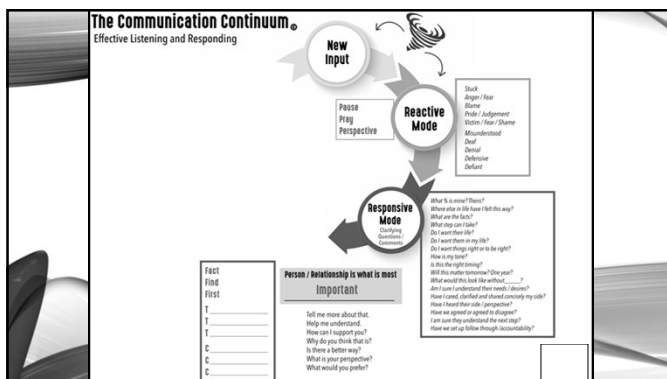 The Communication Continuum
Effective Listening and Responding
New
Input
Pause
Pray
Perspective
Reactive
Mode
Stuck
Anger / Fear
Blame
Pride / Judgement
Victim / Fear / Shame
Misunderstood
Deaf
Denial
Defensive
Defiant
Responsive
Mode
Clarifying
Questions /
Comments
What % is mine? Theirs?
Where else in life have I felt this way?
What are the facts?
What step can I take?
Do I want their life?
Do I want them in my life?
Do I want things right or to be right?
How is my tone?
Is this the right timing?
Will this matter tomorrow? One year?
What would this look like without_____?
Am I sure I understand their needs / desires?
Have I cared, clarified and shared concisely my side?
Have I heard their side / perspective?
Have we agreed or agreed to disagree?
I am sure they understand the next step?
Have we set up follow through /accountability?
Fact
Find
First
T
T
T
C
C
C
Person / Relationship is what is most
Important
Tell me more about that.
Help me understand.
How can I support you?
Why do you think that is?
Is there a better way?
What is your perspective?
What would you prefer?